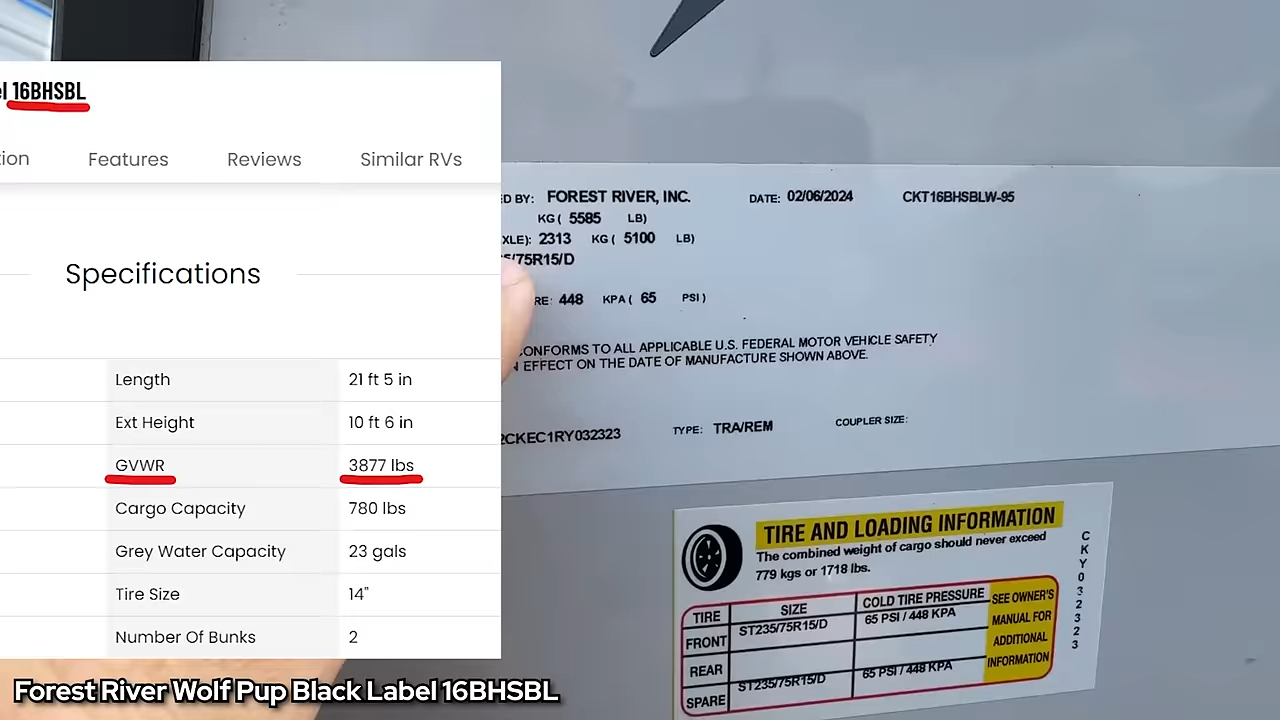 16BHSBL
Features Reviews Similar RVs
Specifications
Length 21 ft 5 in
Ext Height 10 ft 6 in
GVWR 3877 lbs
Cargo Capacity 780 lbs
Grey Water Capacity 23 gals
Tire Size 14"
Number Of Bunks 2
BY: FOREST RIVER, INC. DATE: 02/06/2024 CKT16BHSBLW-95
KG ( 5585 LB)
XLE): 2313 KG ( 5100 LB)
5/75R15/D
RE: 448 KPA ( 65 PSI )
CONFORMS TO ALL APPLICABLE U.S. FEDERAL MOTOR VEHICLE SAFETY
EFFECT ON THE DATE OF MANUFACTURE SHOWN ABOVE.
2CKEC1RY032323 TYPE: TRA/REM COUPLER SIZE:
TIRE AND LOADING INFORMATION
The combined weight of cargo should never exceed
779 kgs or 1718 lbs.
TIRE SIZE COLD TIRE PRESSURE SEE OWNER'S
FRONT ST235/75R15/D 65 PSI / 448 KPA MANUAL FOR
REAR ADDITIONAL
SPARE ST235/75R15/D 65 PSI / 448 KPA INFORMATION
CKY032323
Forest River Wolf Pup Black Label 16BHSBL